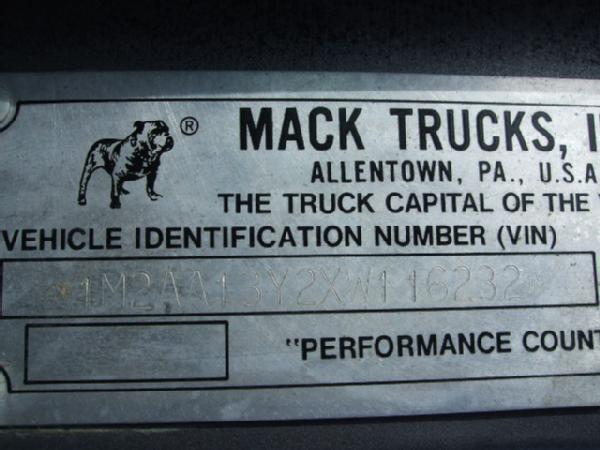 ® MACK TRUCKS, I
ALLENTOWN, PA., U.S.A
THE TRUCK CAPITAL OF THE
VEHICLE IDENTIFICATION NUMBER (VIN)
*1M2AA13Y2XW116232*
"PERFORMANCE COUNT